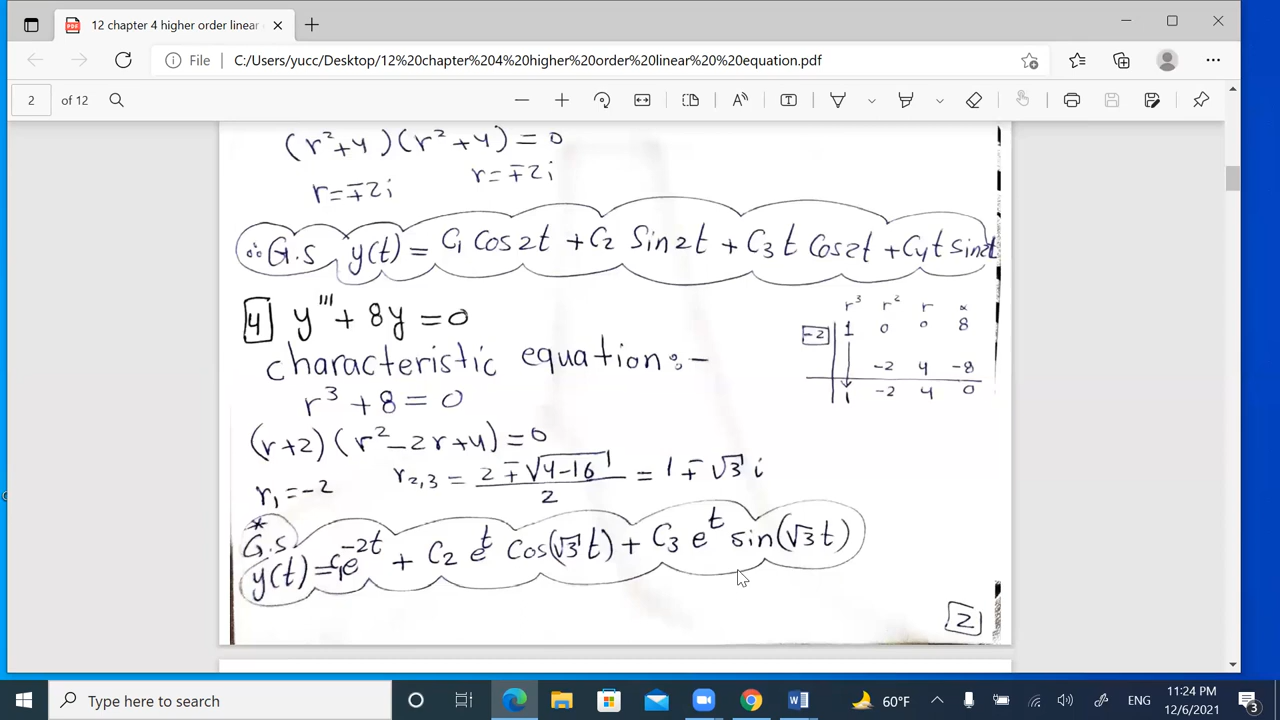 12 chapter 4 higher order linear
File C:/Users/yucc/Desktop/12%20chapter%204%20higher%20order%20linear%20%20equation.pdf
2 of 12
(r²+4)(r²+4) = 0
r=∓2i r=∓2i
∴ G.s y(t) = C1 Cos2t + C2 Sin2t + C3 t Cos2t + C4 t sin2t
4 y''' + 8y = 0
r³ r² r x
-2 1 0 0 8
-2 4 -8
1 -2 4 0
characteristic equation:-
r³ + 8 = 0
(r+2)(r²-2r+4) = 0
r1 = -2 r2,3 = (2 ∓ √(4-16)) / 2 = 1 ∓ √3 i
* G.s
y(t) = C1e^-2t + C2 e^t Cos(√3 t) + C3 e^t sin(√3 t)
2
Type here to search
60°F ENG 11:24 PM
12/6/2021
3